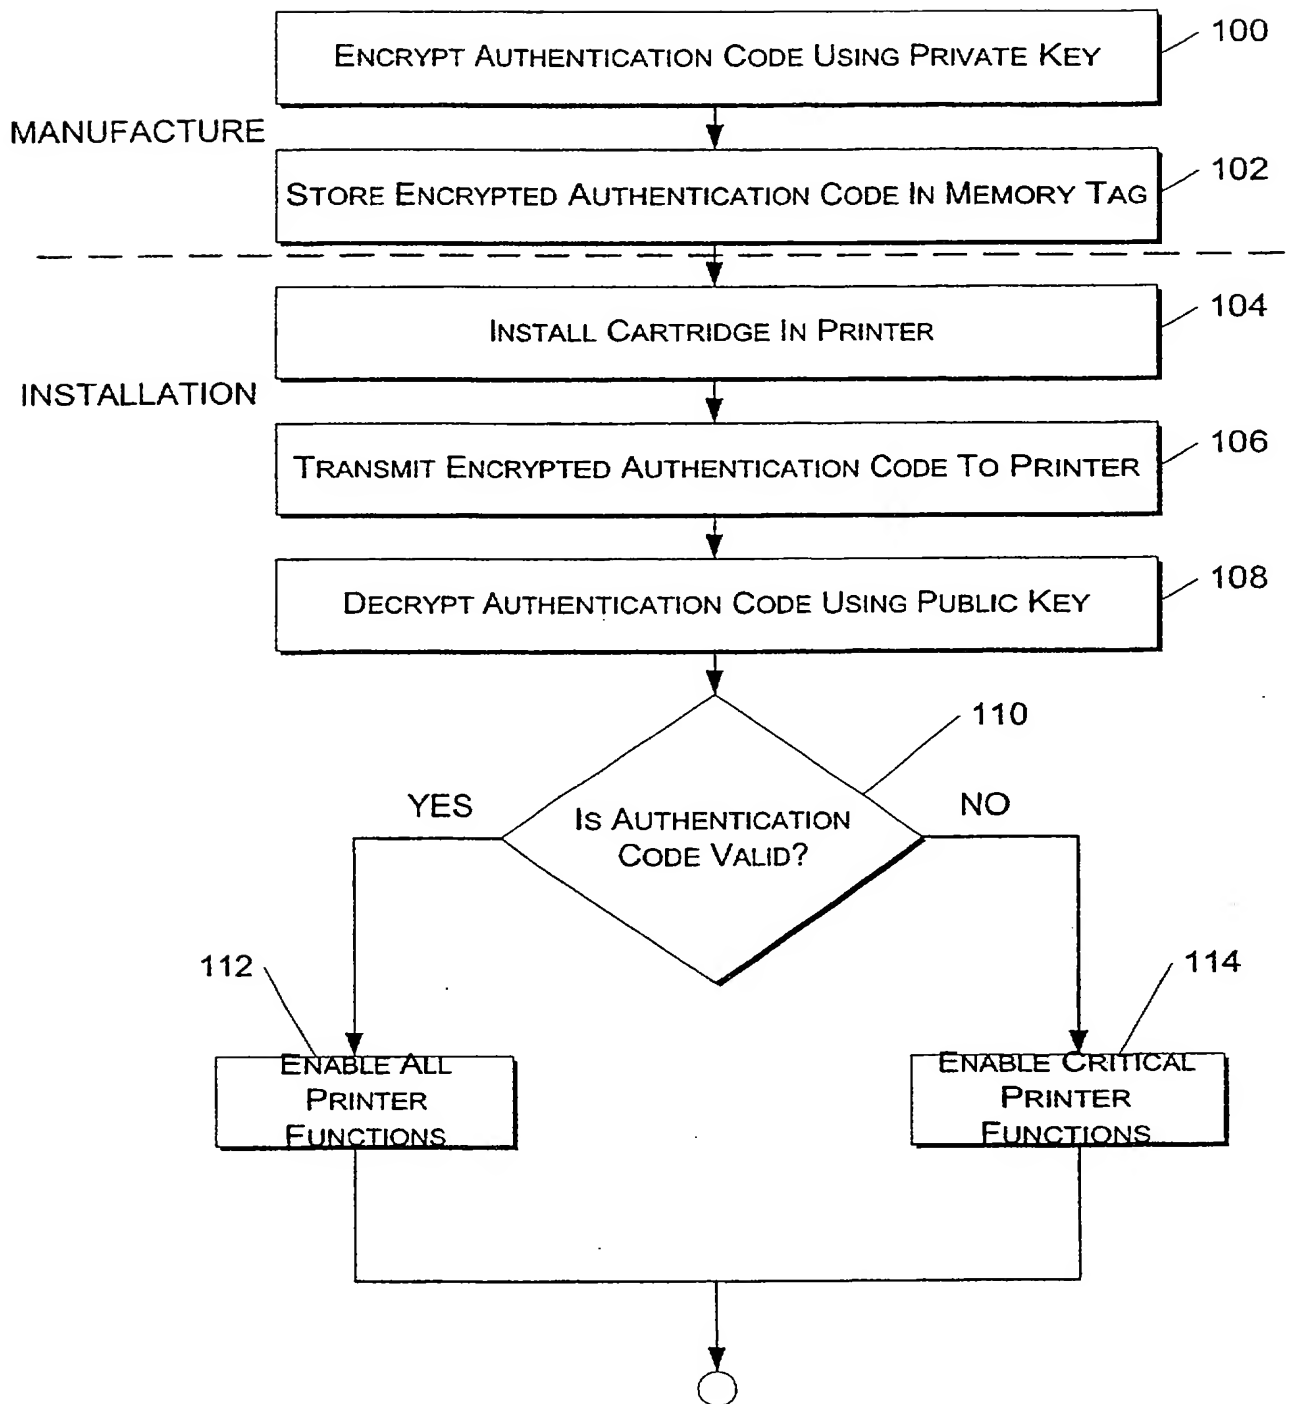 ENCRYPT AUTHENTICATION CODE USING PRIVATE KEY
100
MANUFACTURE
STORE ENCRYPTED AUTHENTICATION CODE IN MEMORY TAG
102
INSTALL CARTRIDGE IN PRINTER
104
INSTALLATION
TRANSMIT ENCRYPTED AUTHENTICATION CODE TO PRINTER
106
DECRYPT AUTHENTICATION CODE USING PUBLIC KEY
108
110
YES
IS AUTHENTICATION
CODE VALID?
NO
112
ENABLE ALL
PRINTER
FUNCTIONS
114
ENABLE CRITICAL
PRINTER
FUNCTIONS